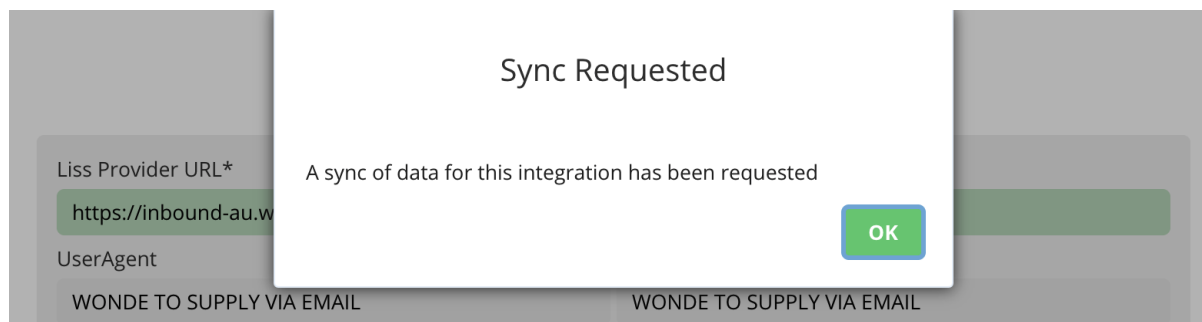 Sync Requested
A sync of data for this integration has been requested
OK
Liss Provider URL*
https://inbound-au.w
UserAgent
WONDE TO SUPPLY VIA EMAIL
WONDE TO SUPPLY VIA EMAIL